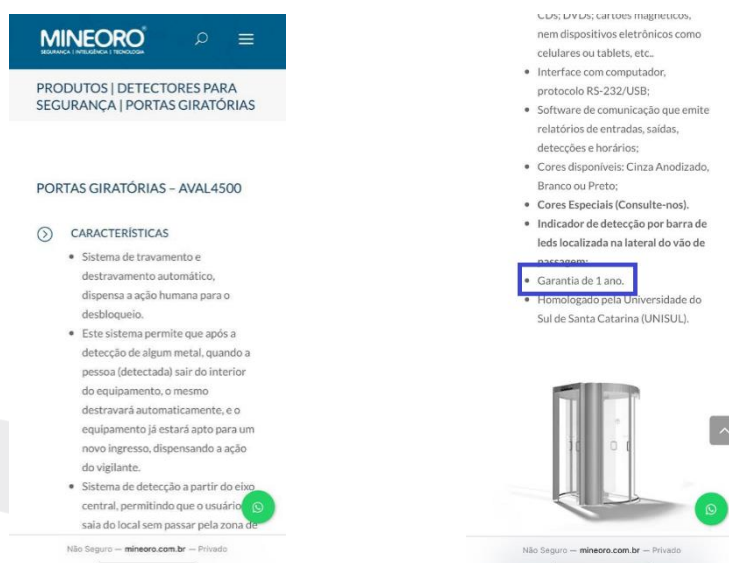 MINEORO
SEGURANÇA | INTELIGÊNCIA | TECNOLOGIA
PRODUTOS | DETECTORES PARA
SEGURANÇA | PORTAS GIRATÓRIAS
PORTAS GIRATÓRIAS – AVAL4500
CARACTERÍSTICAS
Sistema de travamento e
destravamento automático,
dispensa a ação humana para o
desbloqueio.
Este sistema permite que após a
detecção de algum metal, quando a
pessoa (detectada) sair do interior
do equipamento, o mesmo
destravará automaticamente, e o
equipamento já estará apto para um
novo ingresso, dispensando a ação
do vigilante.
Sistema de detecção a partir do eixo
central, permitindo que o usuário
saia do local sem passar pela zona de
Não Seguro — mineoro.com.br — Privado
CDs; DVDs; cartões magnéticos,
nem dispositivos eletrônicos como
celulares ou tablets, etc..
Interface com computador,
protocolo RS-232/USB;
Software de comunicação que emite
relatórios de entradas, saídas,
detecções e horários;
Cores disponíveis: Cinza Anodizado,
Branco ou Preto;
Cores Especiais (Consulte-nos).
Indicador de detecção por barra de
leds localizada na lateral do vão de
passagem;
Garantia de 1 ano.
Homologado pela Universidade do
Sul de Santa Catarina (UNISUL).
Não Seguro — mineoro.com.br — Privado